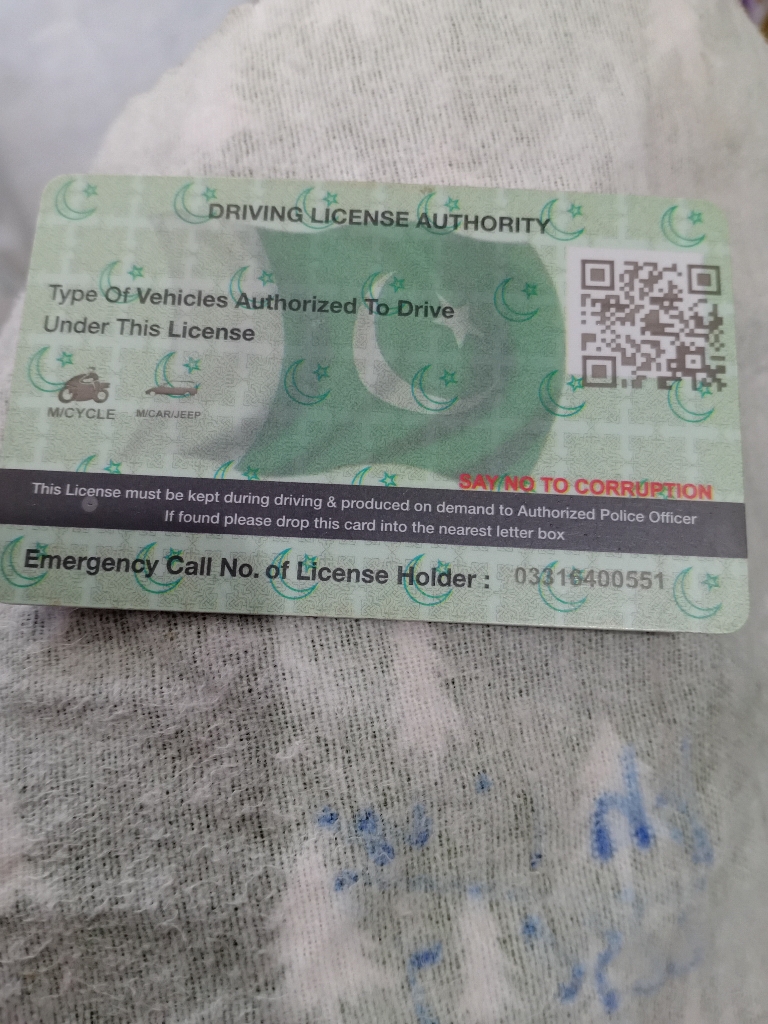 DRIVING LICENSE AUTHORITY
Type Of Vehicles Authorized To Drive
Under This License
M/CYCLE
M/CAR/JEEP
SAY NO TO CORRUPTION
This License must be kept during driving & produced on demand to Authorized Police Officer
If found please drop this card into the nearest letter box
Emergency Call No. of License Holder : 03316400551